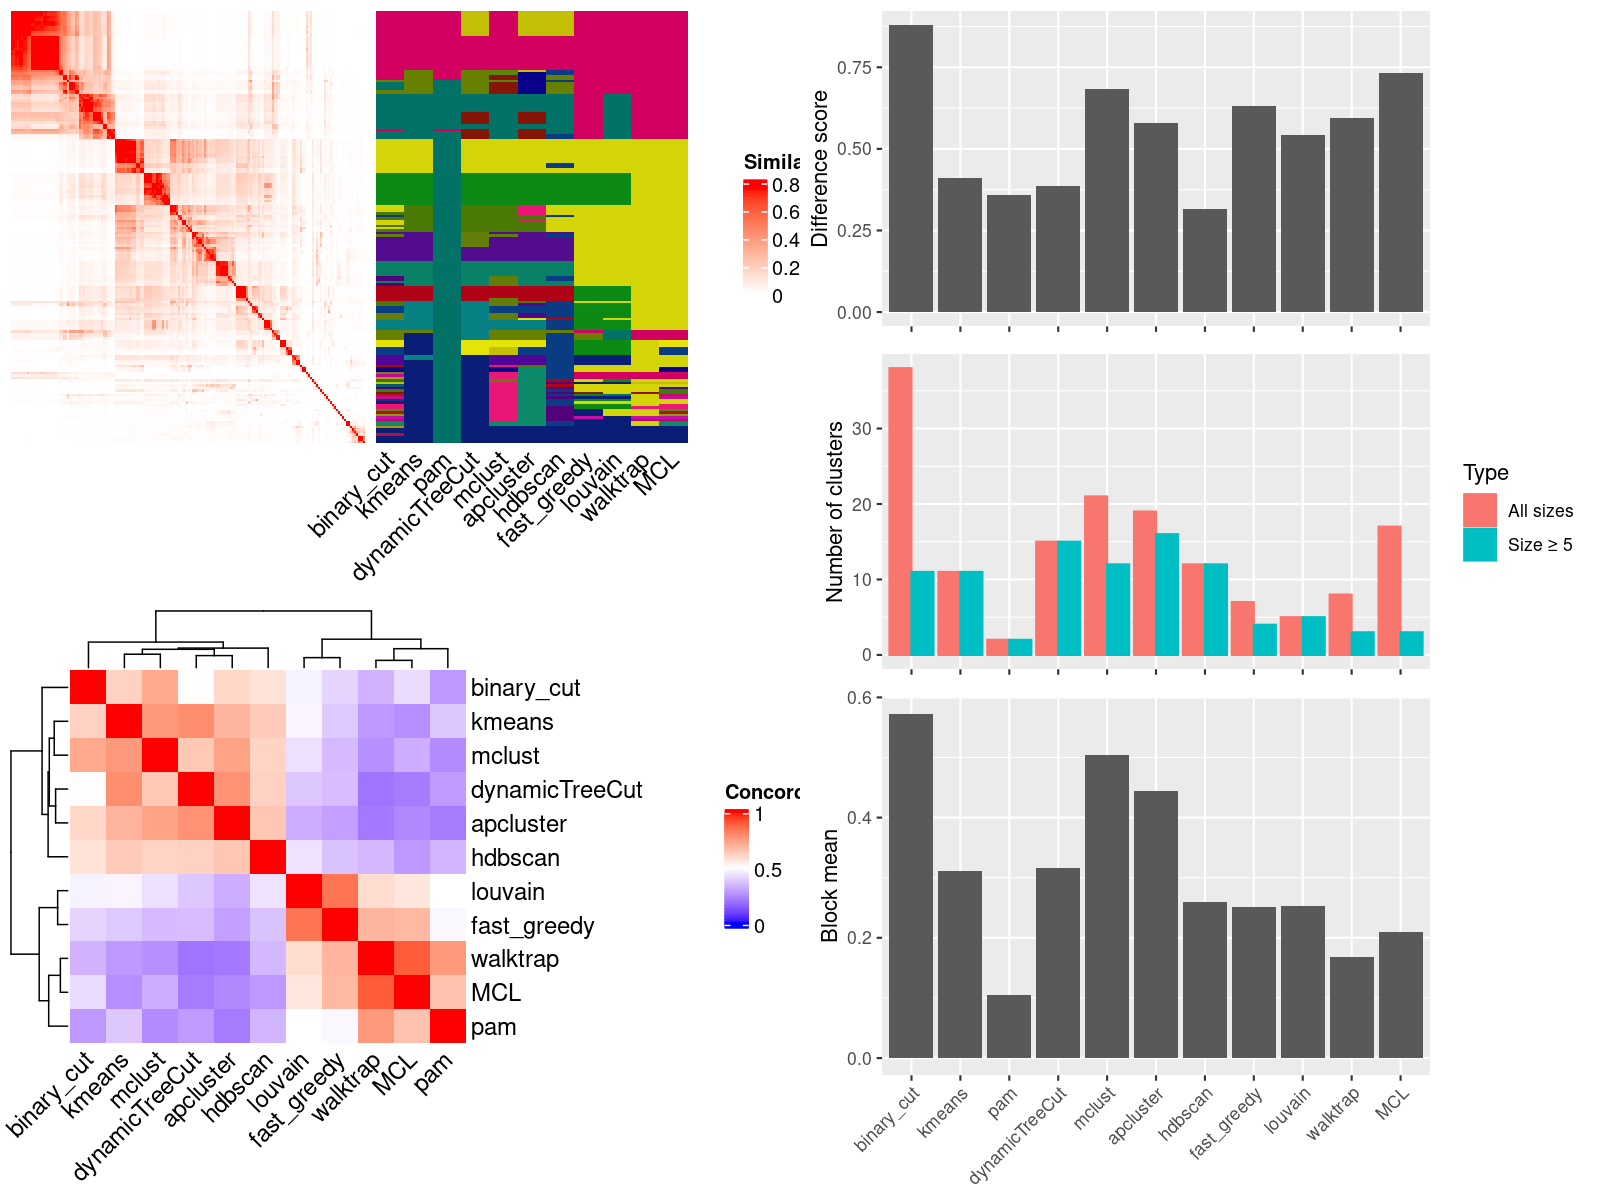 Simila
0.8
0.6
0.4
0.2
0
binary_cut
kmeans
pam
dynamicTreeCut
mclust
apcluster
hdbscan
fast_greedy
louvain
walktrap
MCL
Difference score
0.75
0.50
0.25
0.00
Number of clusters
30
20
10
0
Type
All sizes
Size ≥ 5
binary_cut
kmeans
mclust
dynamicTreeCut
apcluster
hdbscan
louvain
fast_greedy
walktrap
MCL
pam
binary_cut
kmeans
mclust
dynamicTreeCut
apcluster
hdbscan
louvain
fast_greedy
walktrap
MCL
pam
Concord
1
0.5
0
Block mean
0.6
0.4
0.2
0.0
binary_cut
kmeans
pam
dynamicTreeCut
mclust
apcluster
hdbscan
fast_greedy
louvain
walktrap
MCL